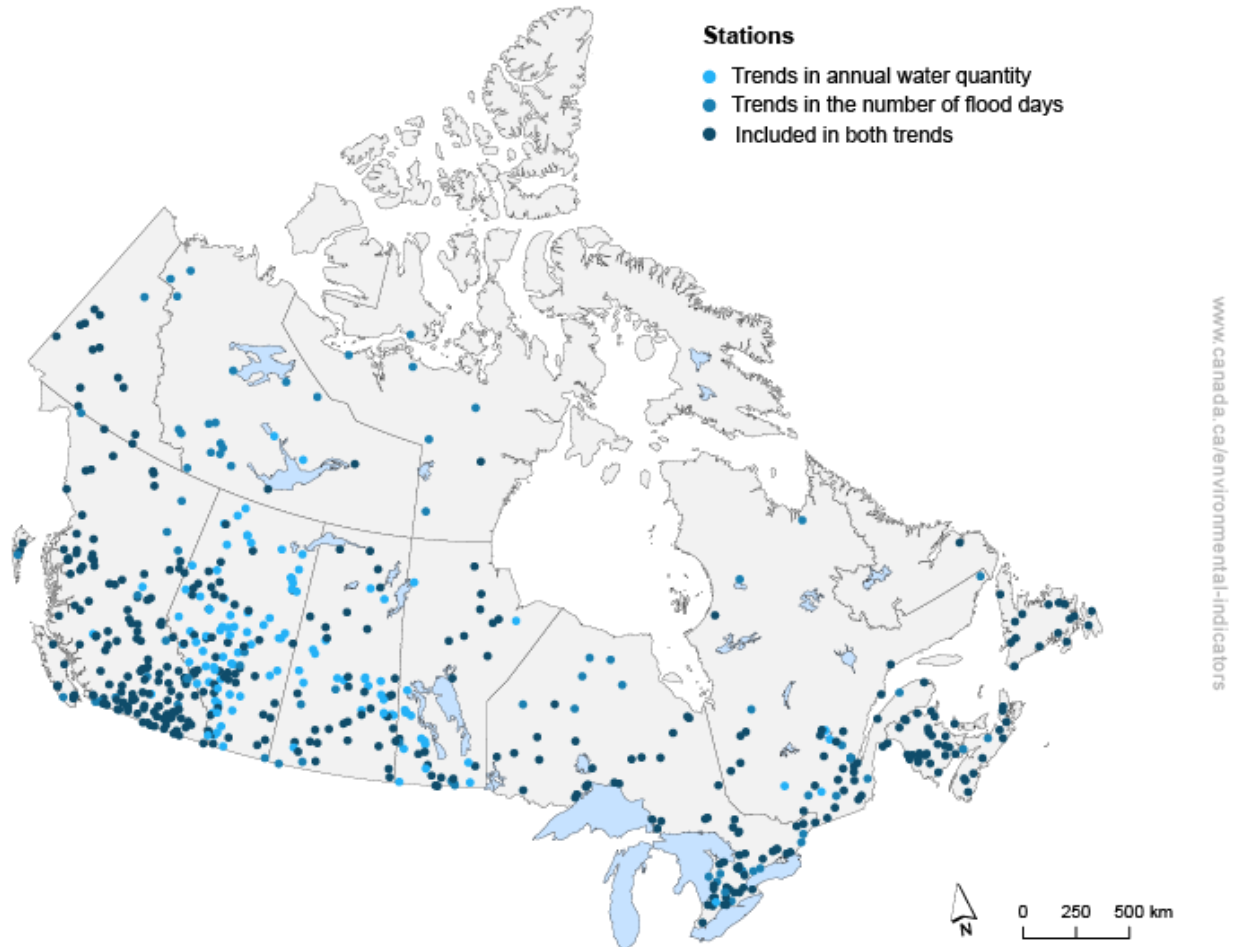 Stations
Trends in annual water quantity
Trends in the number of flood days
Included in both trends
www.canada.ca/environmental-indicators
N
0 250 500 km